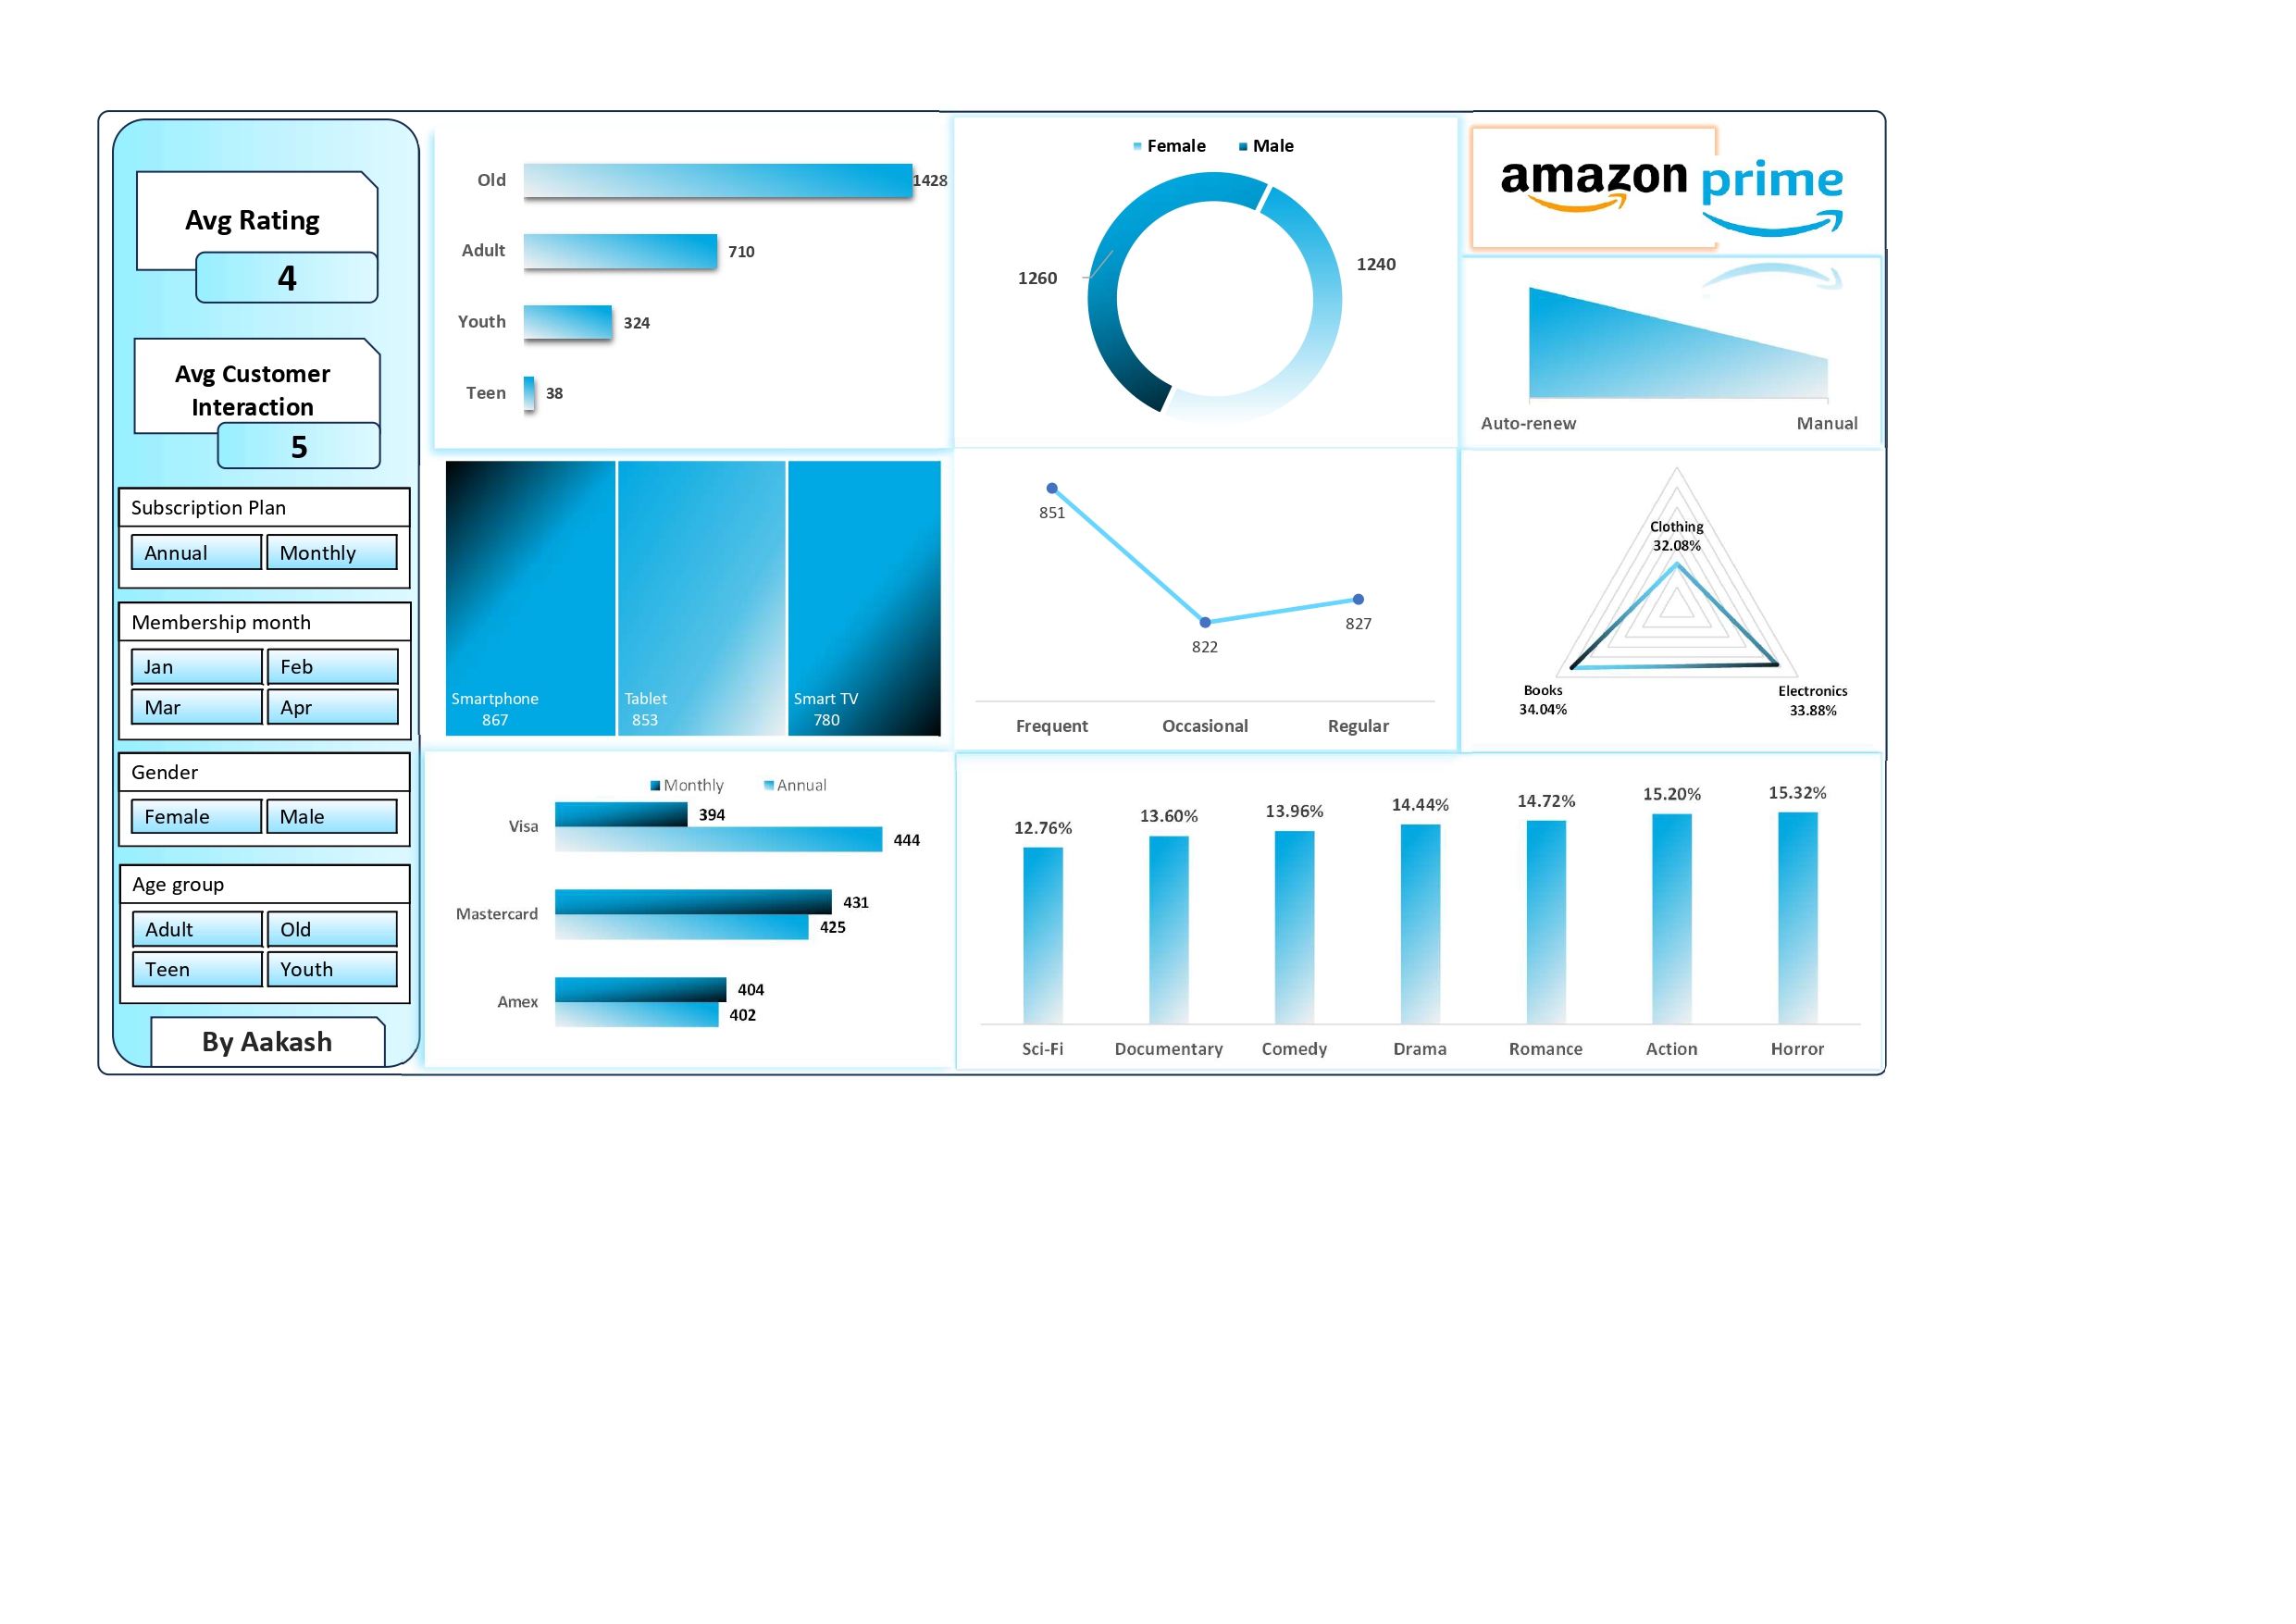 Avg Rating
4
Avg Customer
Interaction
5
Subscription Plan
Annual Monthly
Membership month
Jan Feb
Mar Apr
Gender
Female Male
Age group
Adult Old
Teen Youth
By Aakash
Old 1428
Adult 710
Youth 324
Teen 38
Female Male
1260 1240
amazon prime
Auto-renew Manual
Smartphone Tablet Smart TV
867 853 780
851
822
827
Frequent Occasional Regular
Clothing
32.08%
Books Electronics
34.04% 33.88%
Monthly Annual
Visa 394
444
Mastercard 431
425
Amex 404
402
12.76% 13.60% 13.96% 14.44% 14.72% 15.20% 15.32%
Sci-Fi Documentary Comedy Drama Romance Action Horror